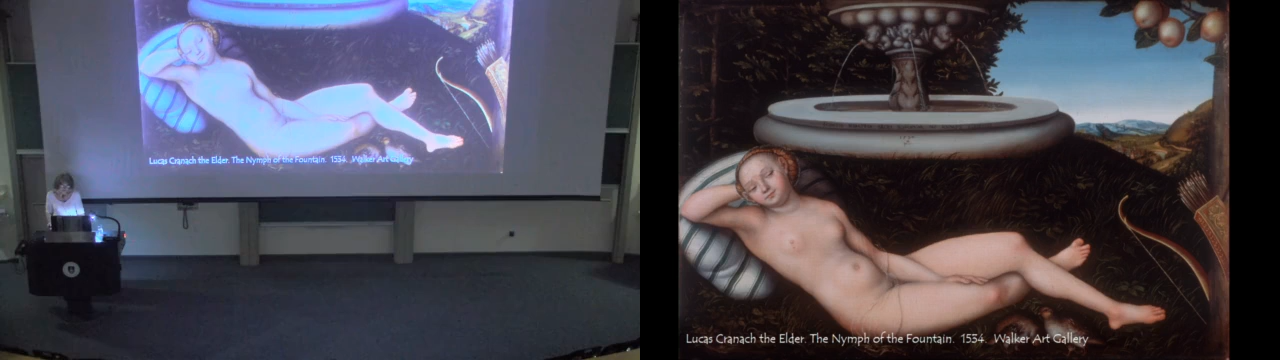 Lucas Cranach the Elder. The Nymph of the Fountain. 1534. Walker Art Gallery
Lucas Cranach the Elder. The Nymph of the Fountain. 1534. Walker Art Gallery